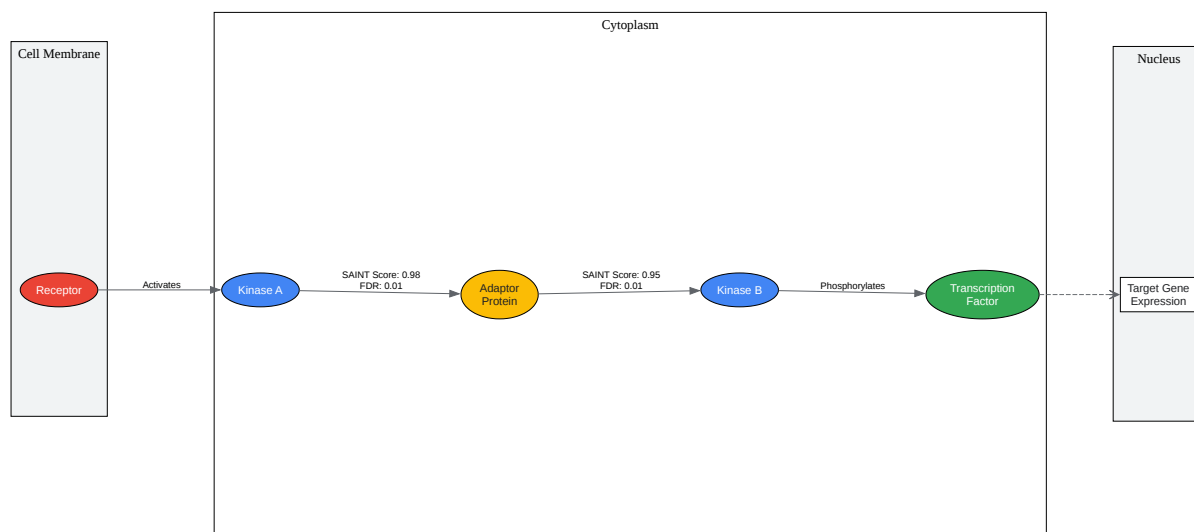 Cytoplasm
Cell Membrane
Nucleus
Receptor
Activates
Kinase A
SAINT Score: 0.98
FDR: 0.01
Adaptor
Protein
SAINT Score: 0.95
FDR: 0.01
Kinase B
Phosphorylates
Transcription
Factor
Target Gene
Expression